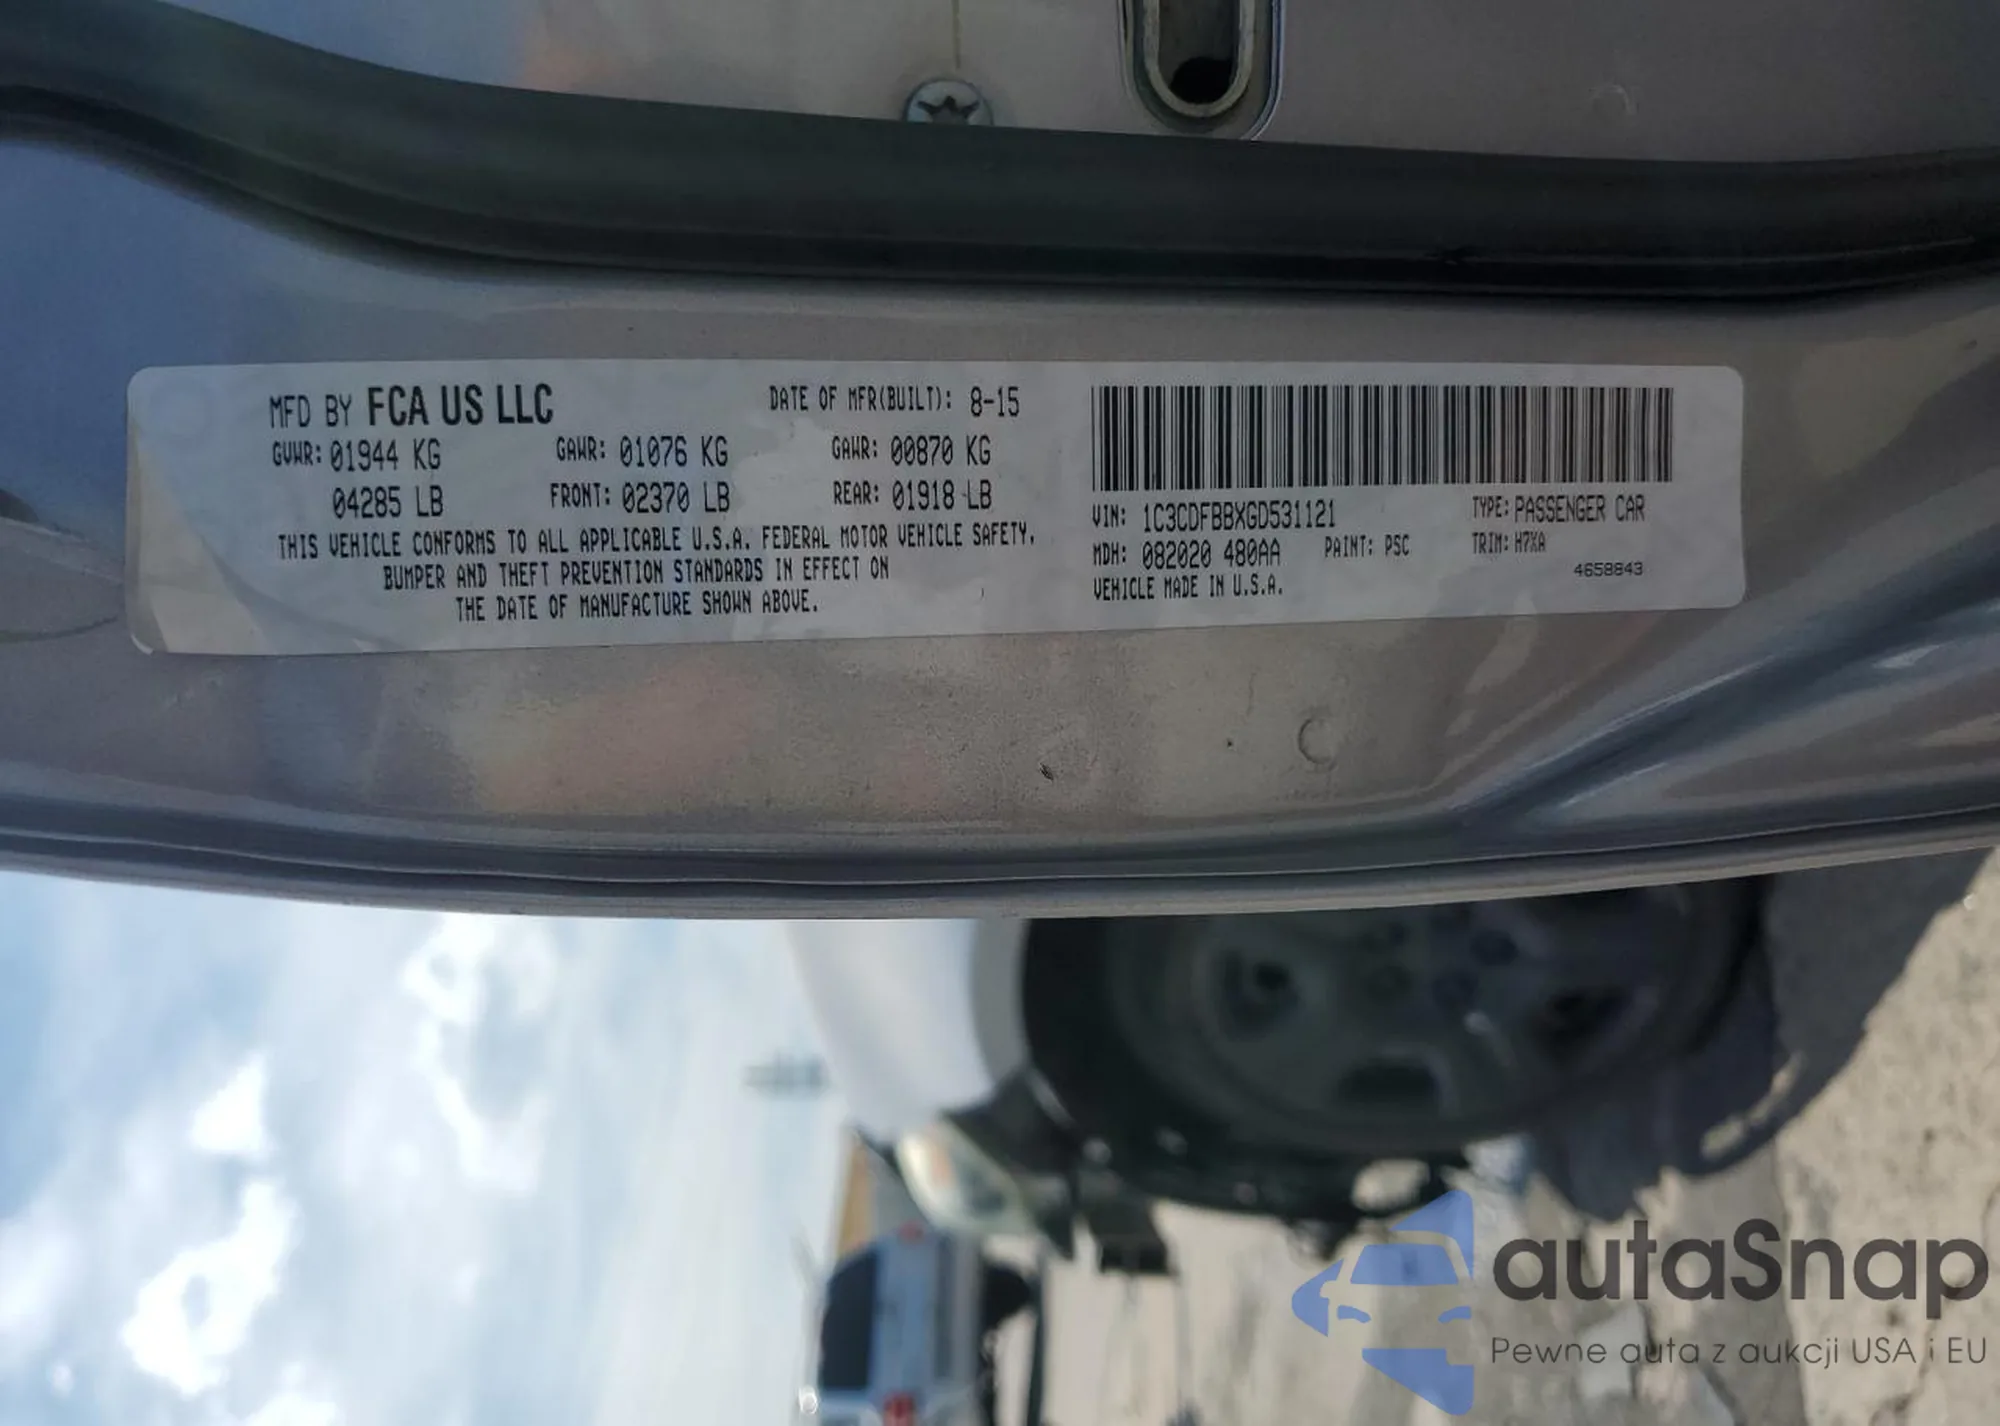 MFD BY FCA US LLC DATE OF MFR(BUILT): 8-15
GVWR: 01944 KG GAWR: 01076 KG GAWR: 00870 KG
04285 LB FRONT: 02370 LB REAR: 01918 LB
THIS VEHICLE CONFORMS TO ALL APPLICABLE U.S.A. FEDERAL MOTOR VEHICLE SAFETY,
BUMPER AND THEFT PREVENTION STANDARDS IN EFFECT ON
THE DATE OF MANUFACTURE SHOWN ABOVE.
VIN: 1C3CDFBBXGD531121 TYPE: PASSENGER CAR
MDH: 082020 480AA PAINT: PSC TRIM: H7XA
VEHICLE MADE IN U.S.A. 4658843
autaSnap
Pewne auta z aukcji USA i EU